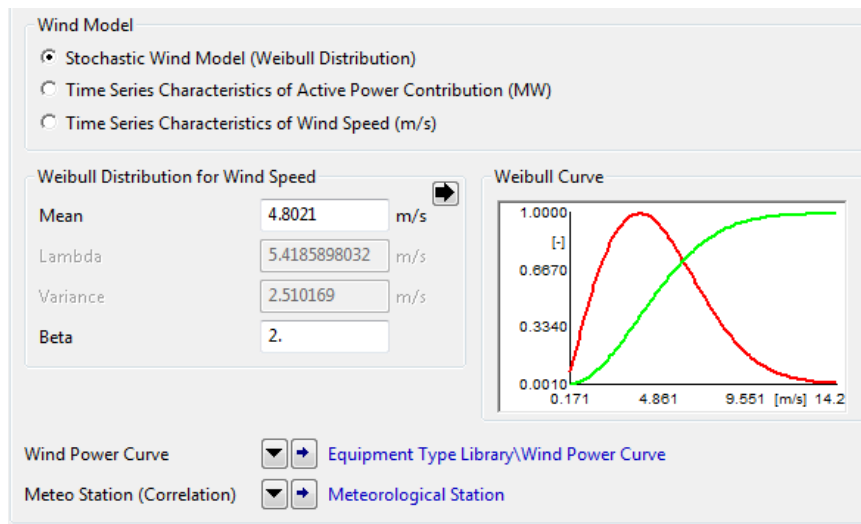 Wind Model
Stochastic Wind Model (Weibull Distribution)
Time Series Characteristics of Active Power Contribution (MW)
Time Series Characteristics of Wind Speed (m/s)
Weibull Distribution for Wind Speed
Mean 4.8021 m/s
Lambda 5.4185898032 m/s
Variance 2.510169 m/s
Beta 2.
Weibull Curve
1.0000
[-]
0.6670
0.3340
0.0010
0.171 4.861 9.551 [m/s] 14.2
Wind Power Curve Equipment Type Library\Wind Power Curve
Meteo Station (Correlation) Meteorological Station